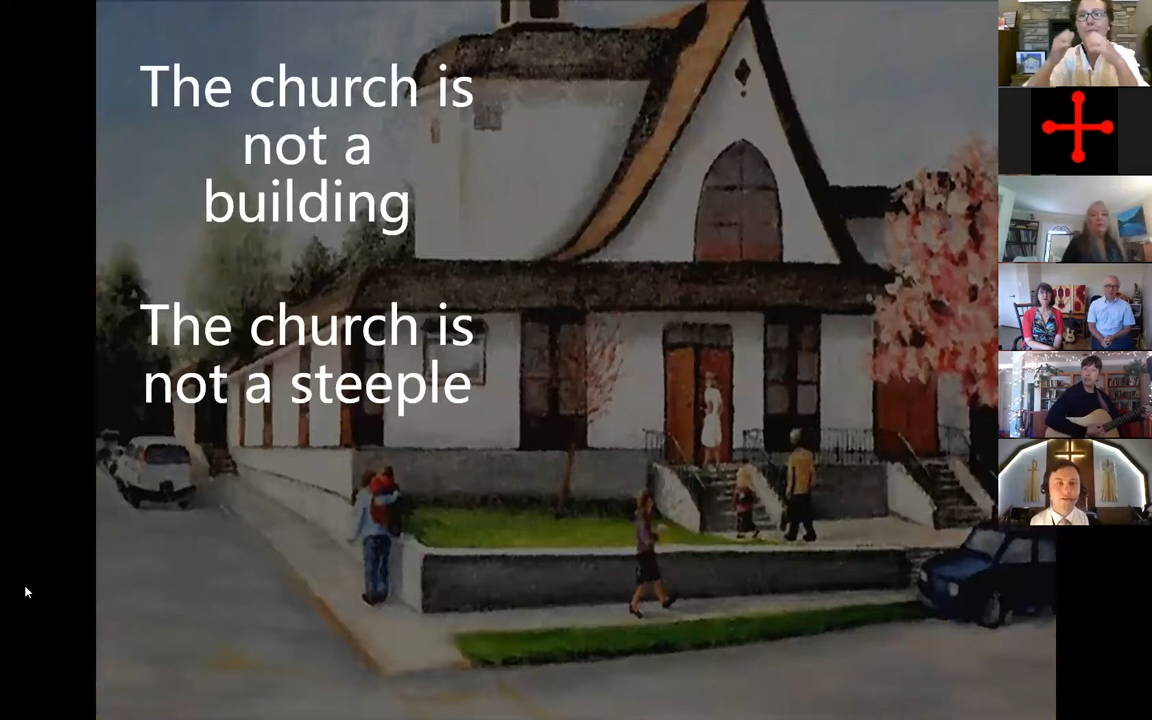 The church is
not a
building
The church is
not a steeple